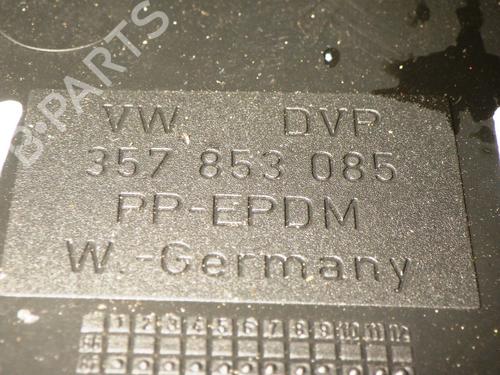 B-PARTS
VW DVP
357 853 085
PP-EPDM
W.-Germany
1 2 3 4 5 6 7 8 9 10 11 12